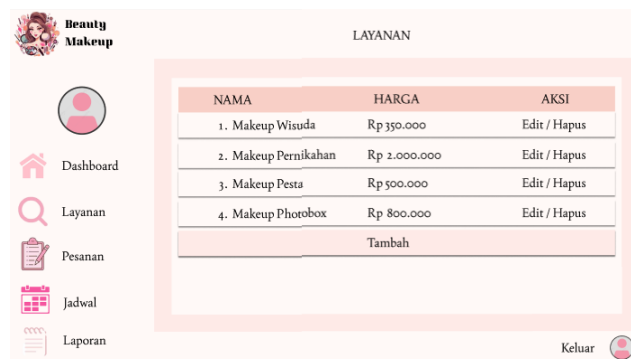 Beauty
Makeup
LAYANAN
NAMA HARGA AKSI
1. Makeup Wisuda Rp 350.000 Edit / Hapus
2. Makeup Pernikahan Rp 2.000.000 Edit / Hapus
3. Makeup Pesta Rp 500.000 Edit / Hapus
4. Makeup Photobox Rp 800.000 Edit / Hapus
Tambah
Dashboard
Layanan
Pesanan
Jadwal
Laporan
Keluar